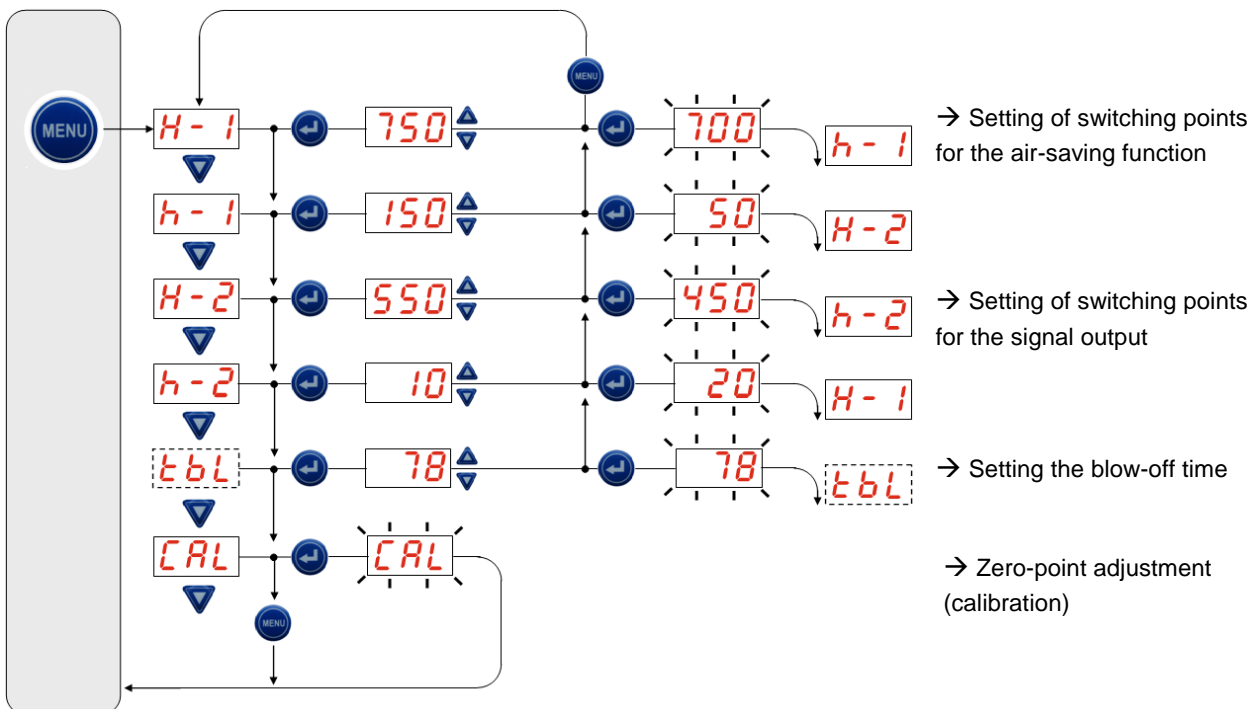 MENU
MENU
H-1 750 700 h-1
→ Setting of switching points
for the air-saving function
h-1 150 50 H-2
H-2 550 450 h-2
→ Setting of switching points
for the signal output
h-2 10 20 H-1
tbL 78 78 tbL
→ Setting the blow-off time
CAL CAL
→ Zero-point adjustment
(calibration)
MENU